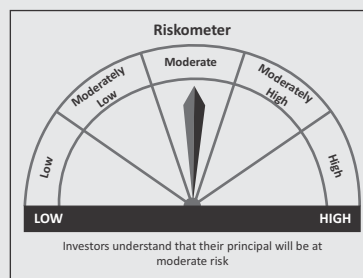 Riskometer
Low
Moderately
Low
Moderate
Moderately
High
High
LOW
HIGH
Investors understand that their principal will be at
moderate risk